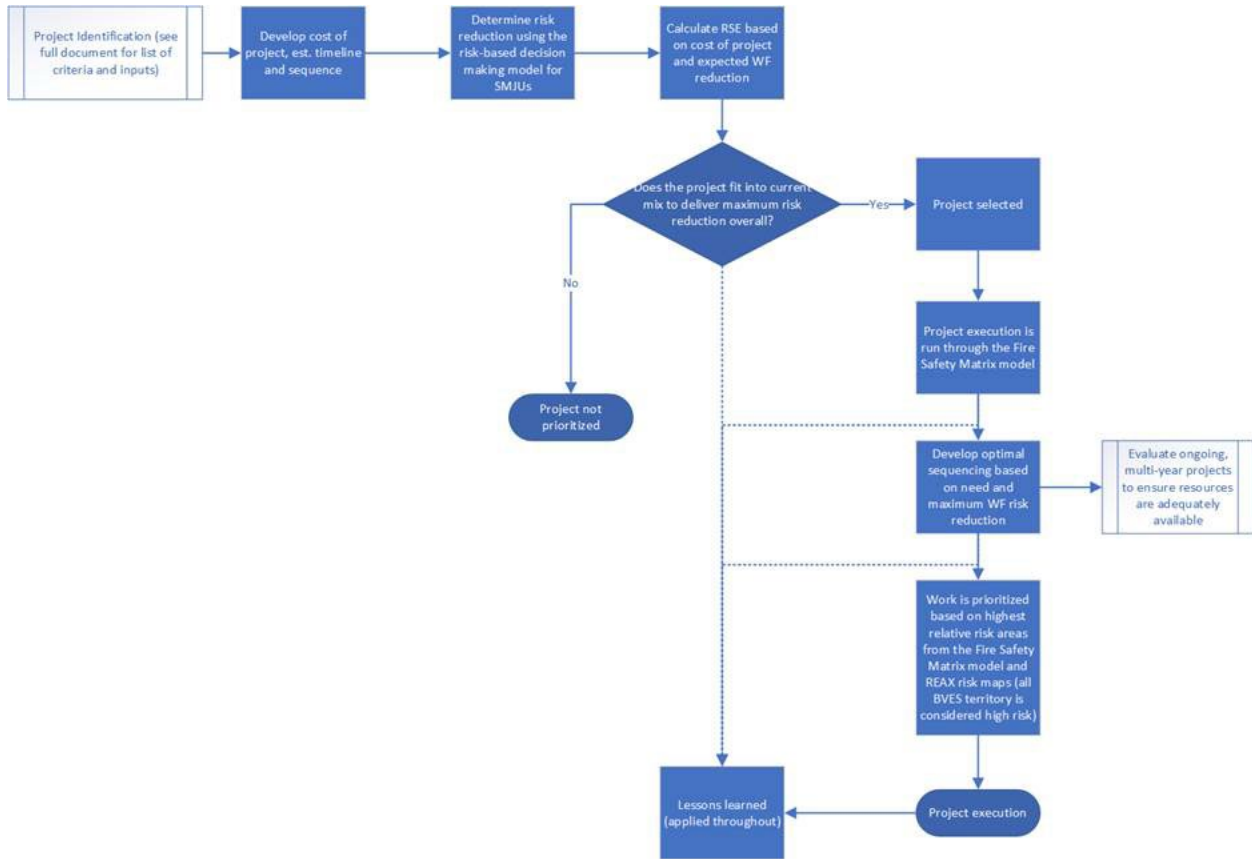 Project Identification (see
full document for list of
criteria and inputs)
Develop cost of
project, est. timeline
and sequence
Determine risk
reduction using the
risk-based decision
making model for
SMJUs
Calculate RSE based
on cost of project
and expected WF
reduction
Does the project fit into current
mix to deliver maximum risk
reduction overall?
Yes
Project selected
No
Project execution is
run through the Fire
Safety Matrix model
Project not
prioritized
Develop optimal
sequencing based
on need and
maximum WF risk
reduction
Evaluate ongoing,
multi-year projects
to ensure resources
are adequately
available
Work is prioritized
based on highest
relative risk areas
from the Fire Safety
Matrix model and
REAX risk maps (all
BVES territory is
considered high risk)
Lessons learned
(applied throughout)
Project execution